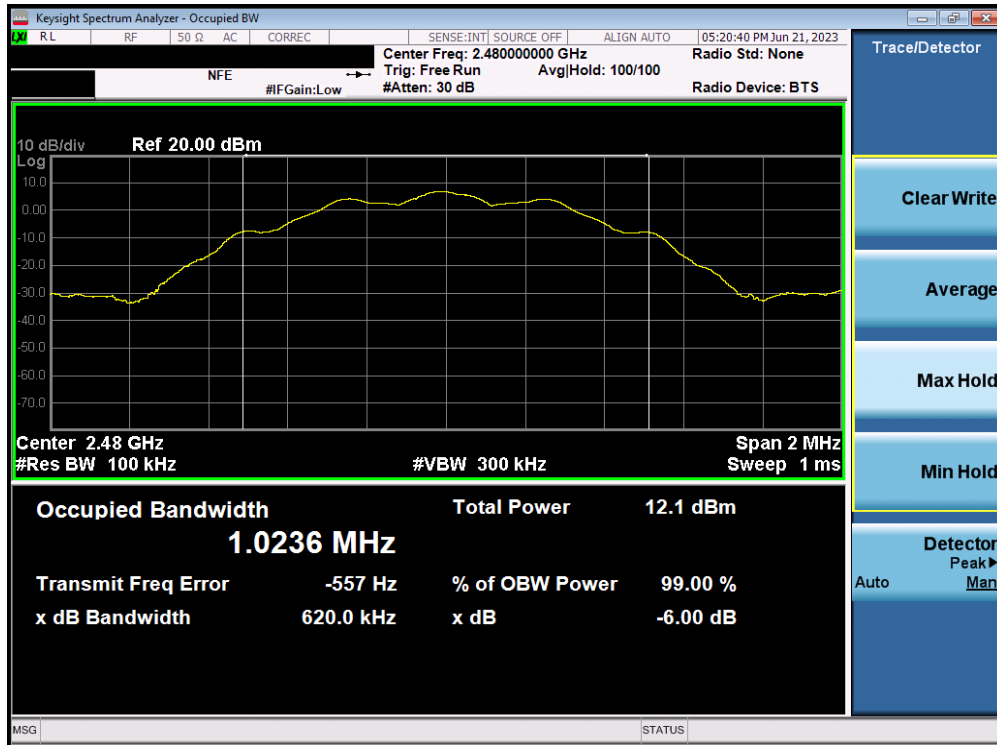 Keysight Spectrum Analyzer - Occupied BW
LXI RL RF 50 Ω AC CORREC SENSE:INT SOURCE OFF ALIGN AUTO 05:20:40 PM Jun 21, 2023
Center Freq: 2.480000000 GHz Radio Std: None
NFE Trig: Free Run Avg|Hold: 100/100
#IFGain:Low #Atten: 30 dB Radio Device: BTS
10 dB/div Ref 20.00 dBm
Log
10.0
0.00
-10.0
-20.0
-30.0
-40.0
-50.0
-60.0
-70.0
Center 2.48 GHz Span 2 MHz
#Res BW 100 kHz #VBW 300 kHz Sweep 1 ms
Occupied Bandwidth Total Power 12.1 dBm
1.0236 MHz
Transmit Freq Error -557 Hz % of OBW Power 99.00 %
x dB Bandwidth 620.0 kHz x dB -6.00 dB
MSG STATUS
Trace/Detector
Clear Write
Average
Max Hold
Min Hold
Detector
Peak▶
Auto Man